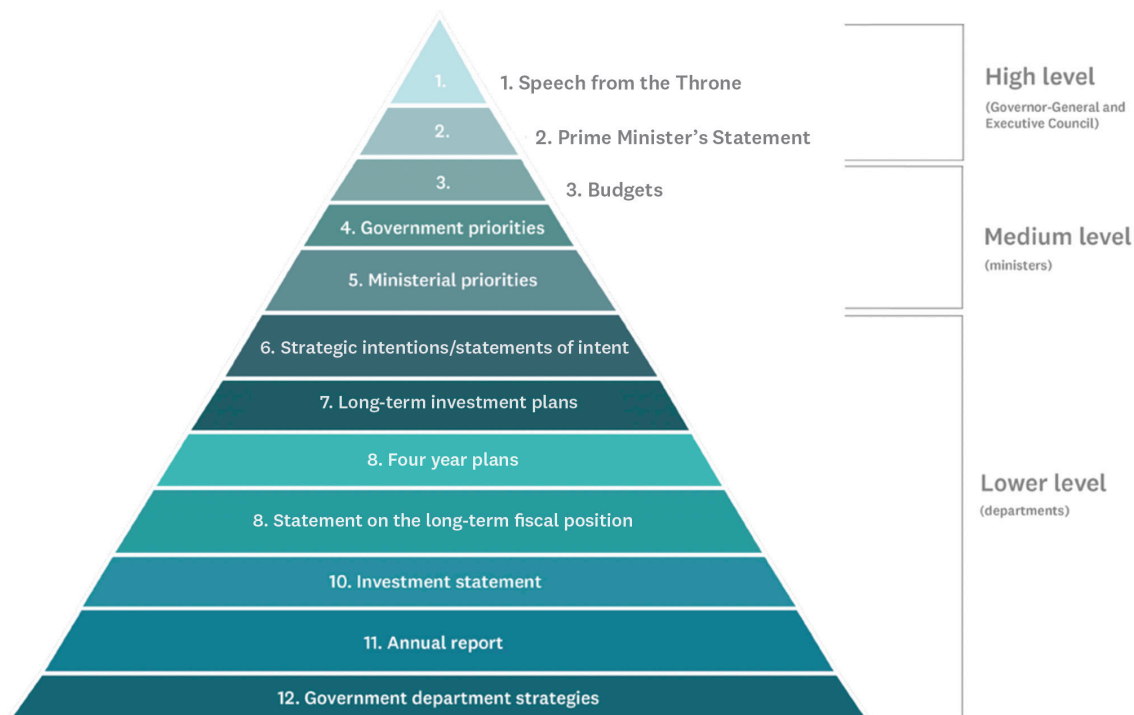 1.
1. Speech from the Throne
2.
2. Prime Minister’s Statement
3.
3. Budgets
4. Government priorities
5. Ministerial priorities
6. Strategic intentions/statements of intent
7. Long-term investment plans
8. Four year plans
8. Statement on the long-term fiscal position
10. Investment statement
11. Annual report
12. Government department strategies
High level
(Governor-General and
Executive Council)
Medium level
(ministers)
Lower level
(departments)